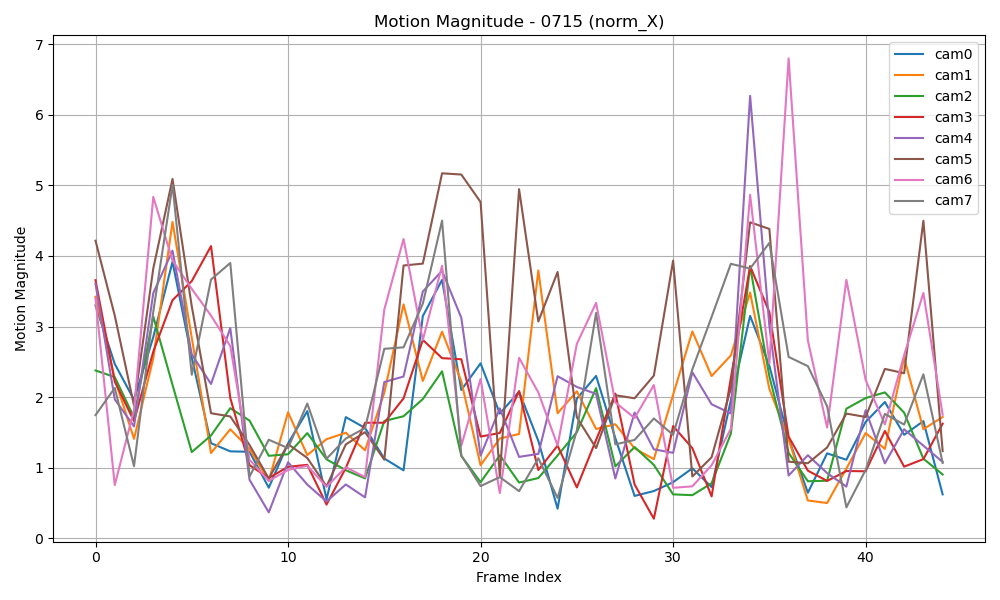 Motion Magnitude - 0715 (norm_X)
7
6
5
4
3
2
1
0
Motion Magnitude
0
10
20
30
40
Frame Index
cam0
cam1
cam2
cam3
cam4
cam5
cam6
cam7